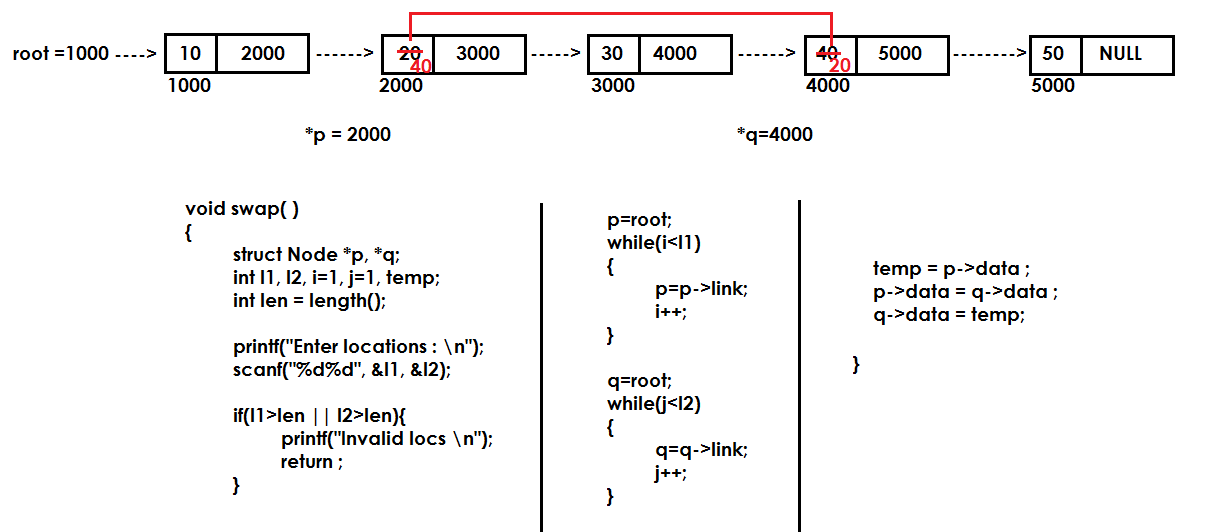 root =1000 ----> 10 2000 ------> 20 3000 -----> 30 4000 ------> 40 5000 --------> 50 NULL
40 20
1000 2000 3000 4000 5000
*p = 2000 *q=4000
void swap( )
{
struct Node *p, *q;
int l1, l2, i=1, j=1, temp;
int len = length();
printf("Enter locations : \n");
scanf("%d%d", &l1, &l2);
if(l1>len || l2>len){
printf("Invalid locs \n");
return ;
}
p=root;
while(i<l1)
{
p=p->link;
i++;
}
q=root;
while(j<l2)
{
q=q->link;
j++;
}
temp = p->data ;
p->data = q->data ;
q->data = temp;
}